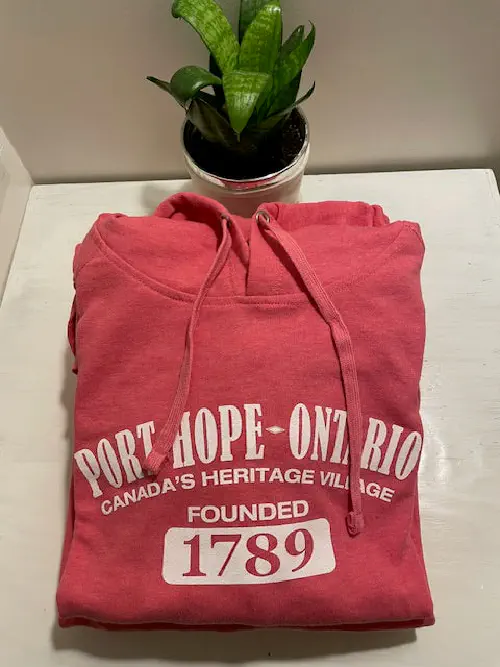 PORT HOPE ONTARIO
CANADA'S HERITAGE VILLAGE
FOUNDED
1789